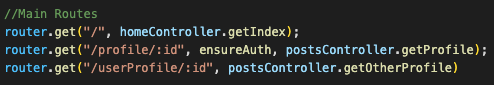 //Main Routes
router.get("/", homeController.getIndex);
router.get("/profile/:id", ensureAuth, postsController.getProfile);
router.get("/userProfile/:id", postsController.getOtherProfile)